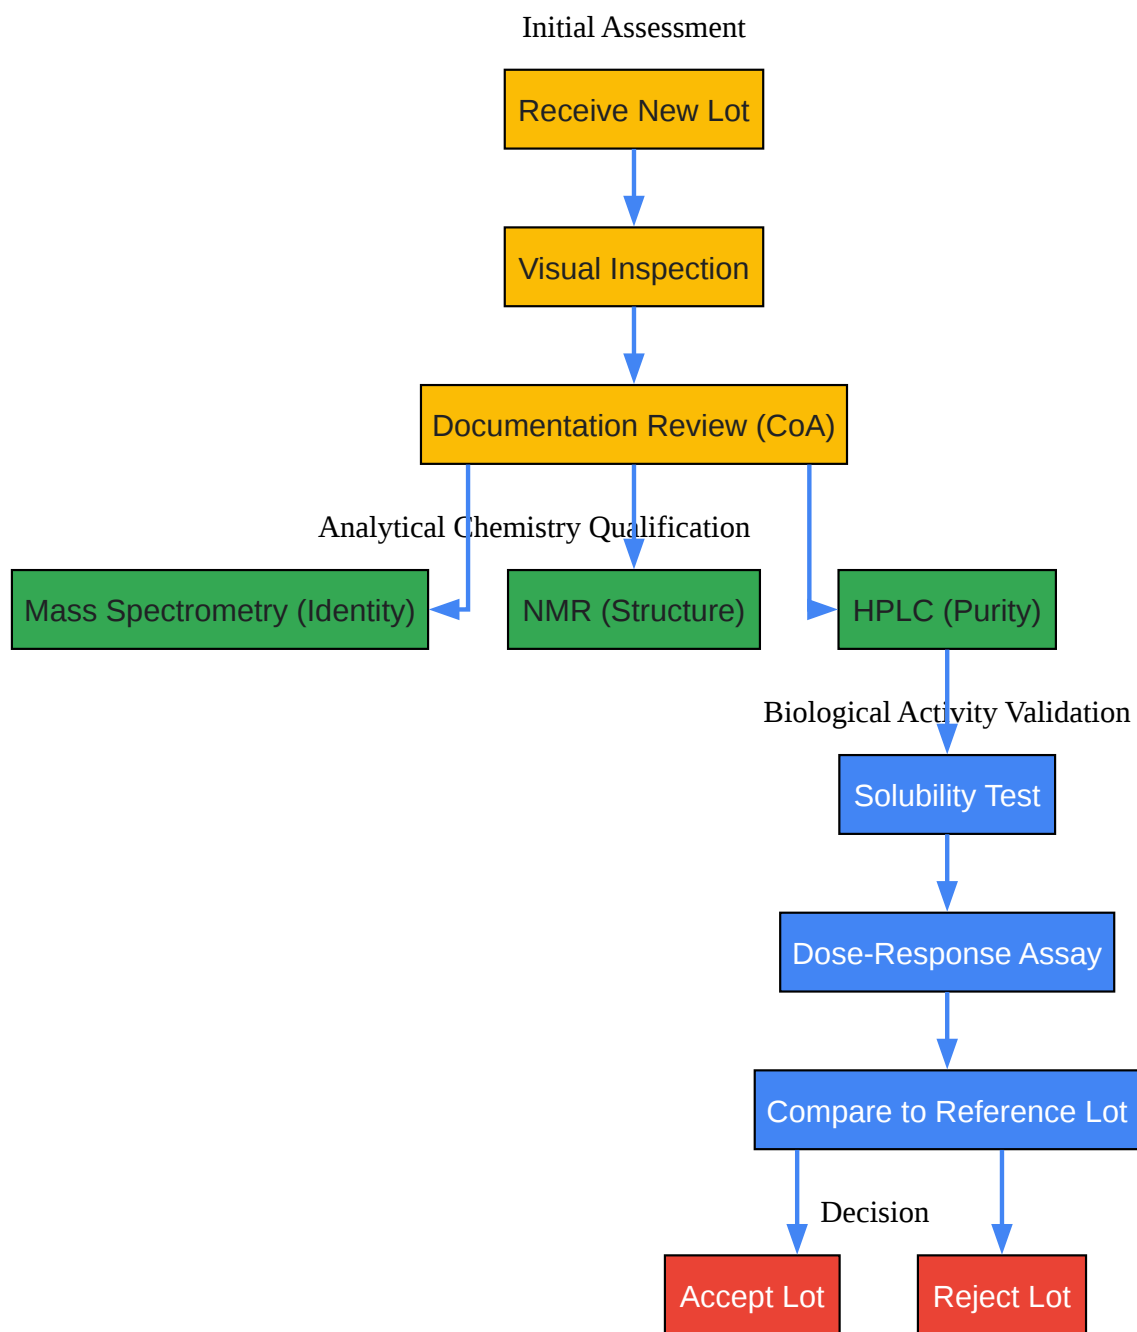 Initial Assessment
Receive New Lot
Visual Inspection
Documentation Review (CoA)
Analytical Chemistry Qualification
Mass Spectrometry (Identity)
NMR (Structure)
HPLC (Purity)
Biological Activity Validation
Solubility Test
Dose-Response Assay
Compare to Reference Lot
Decision
Accept Lot
Reject Lot